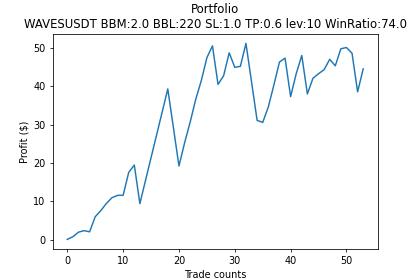 Portfolio
WAVESUSDT BBM:2.0 BBL:220 SL:1.0 TP:0.6 lev:10 WinRatio:74.0
50
40
30
20
10
0
Profit ($)
0 10 20 30 40 50
Trade counts